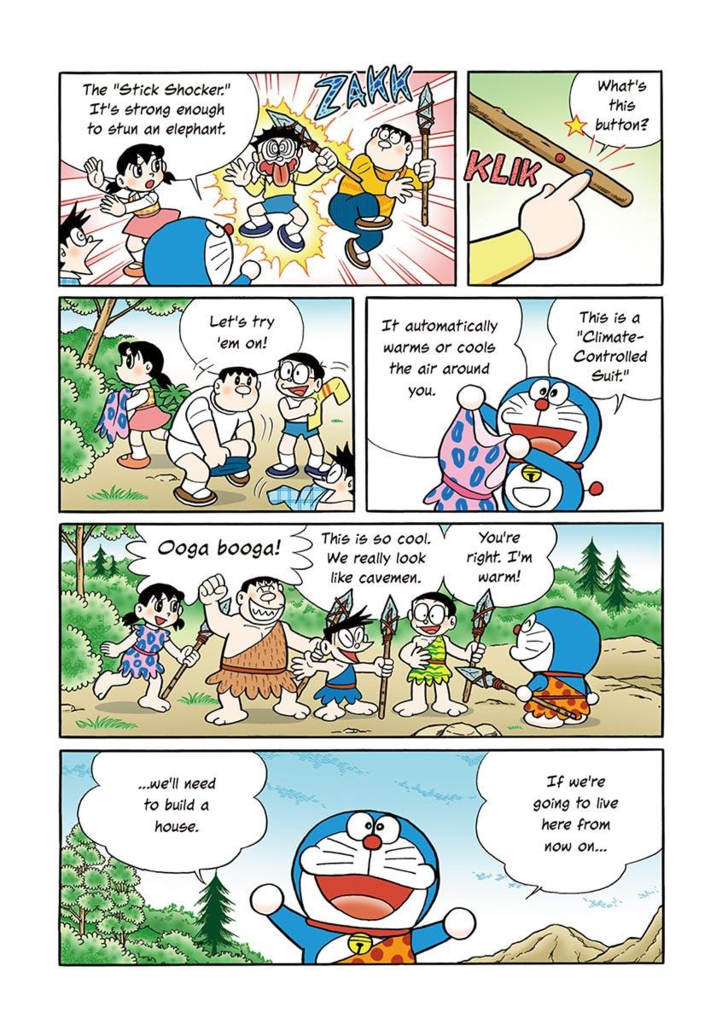 What's
this
button?
KLIK
ZAKK
The "Stick Shocker."
It's strong enough
to stun an elephant.
This is a
"Climate-
Controlled
Suit."
It automatically
warms or cools
the air around
you.
Let's try
'em on!
You're
right. I'm
warm!
This is so cool.
We really look
like cavemen.
Ooga booga!
If we're
going to live
here from
now on...
...we'll need
to build a
house.